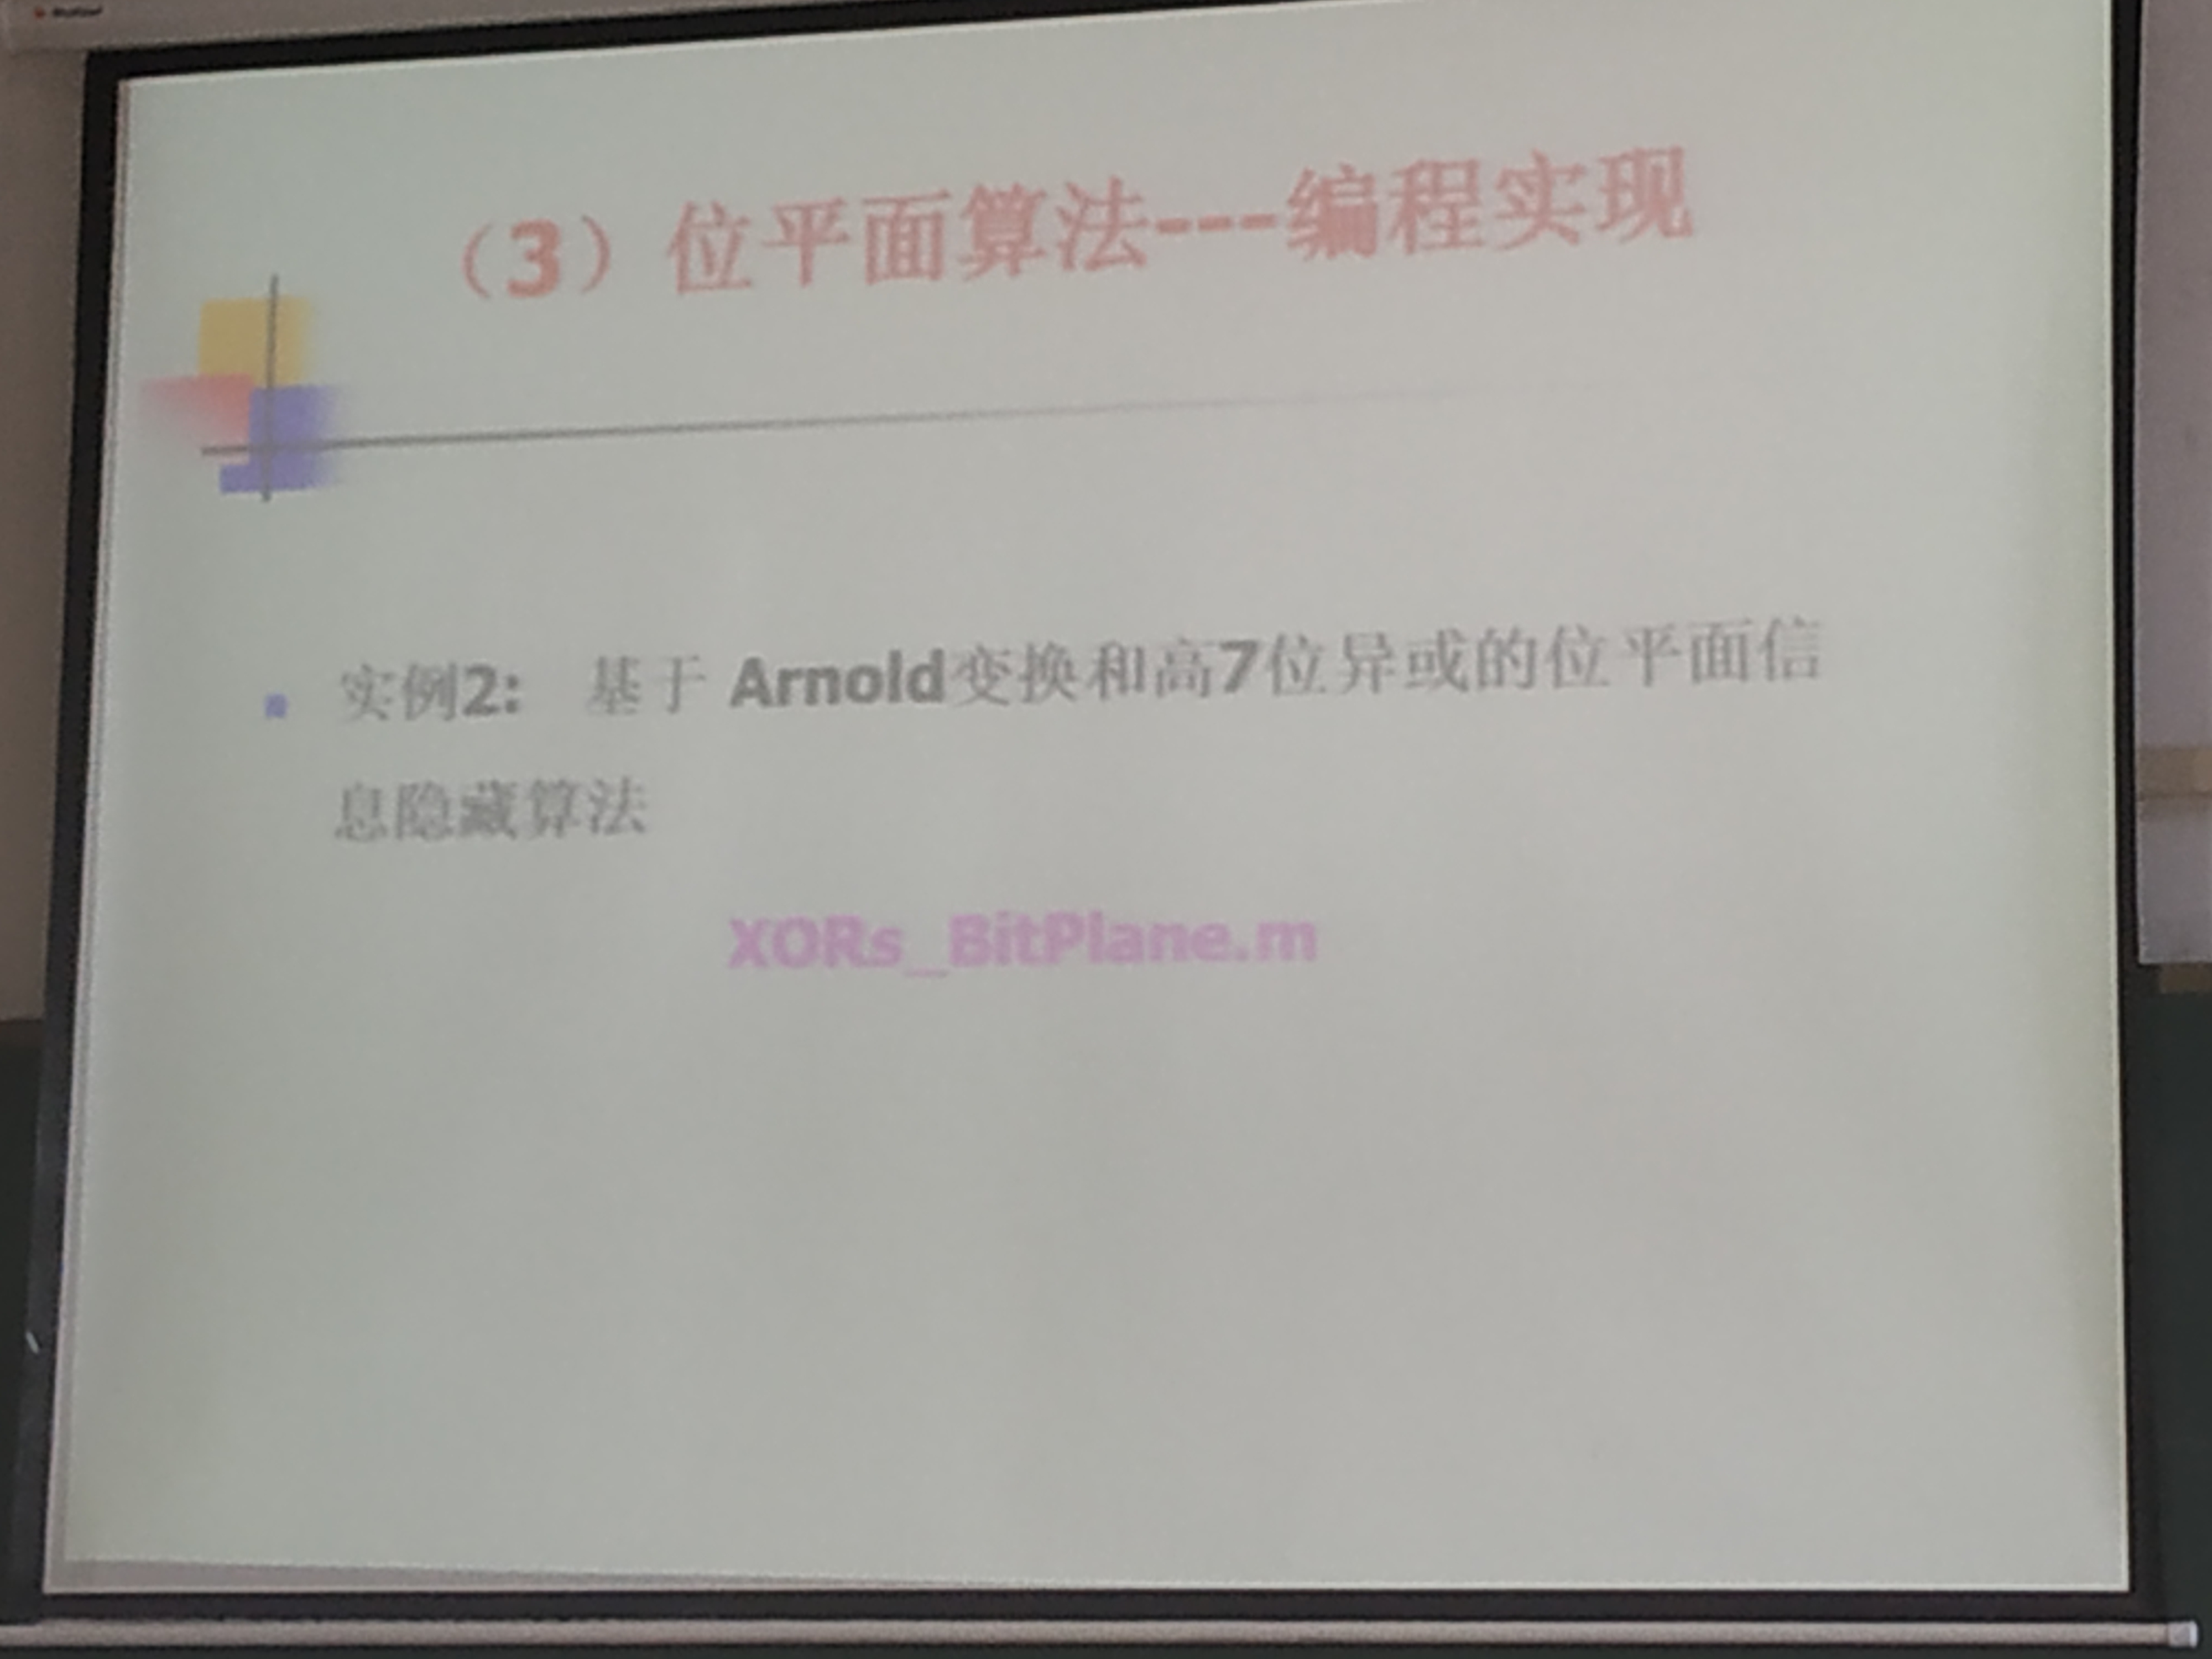 （3）位平面算法---编程实现
实例2: 基于 Arnold变换和高7位异或的位平面信
息隐藏算法
XORs_BitPlane.m